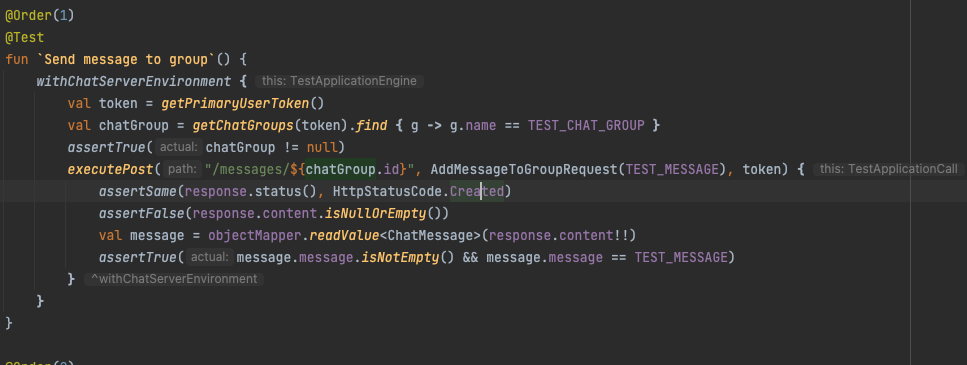 @Order(1)
@Test
fun `Send message to group`() {
withChatServerEnvironment { this: TestApplicationEngine
val token = getPrimaryUserToken()
val chatGroup = getChatGroups(token).find { g -> g.name == TEST_CHAT_GROUP }
assertTrue( actual: chatGroup != null)
executePost( path: "/messages/${chatGroup.id}", AddMessageToGroupRequest(TEST_MESSAGE), token) { this: TestApplicationCall
assertSame(response.status(), HttpStatusCode.Created)
assertFalse(response.content.isNullOrEmpty())
val message = objectMapper.readValue<ChatMessage>(response.content!!)
assertTrue( actual: message.message.isNotEmpty() && message.message == TEST_MESSAGE)
} ^withChatServerEnvironment
}
}